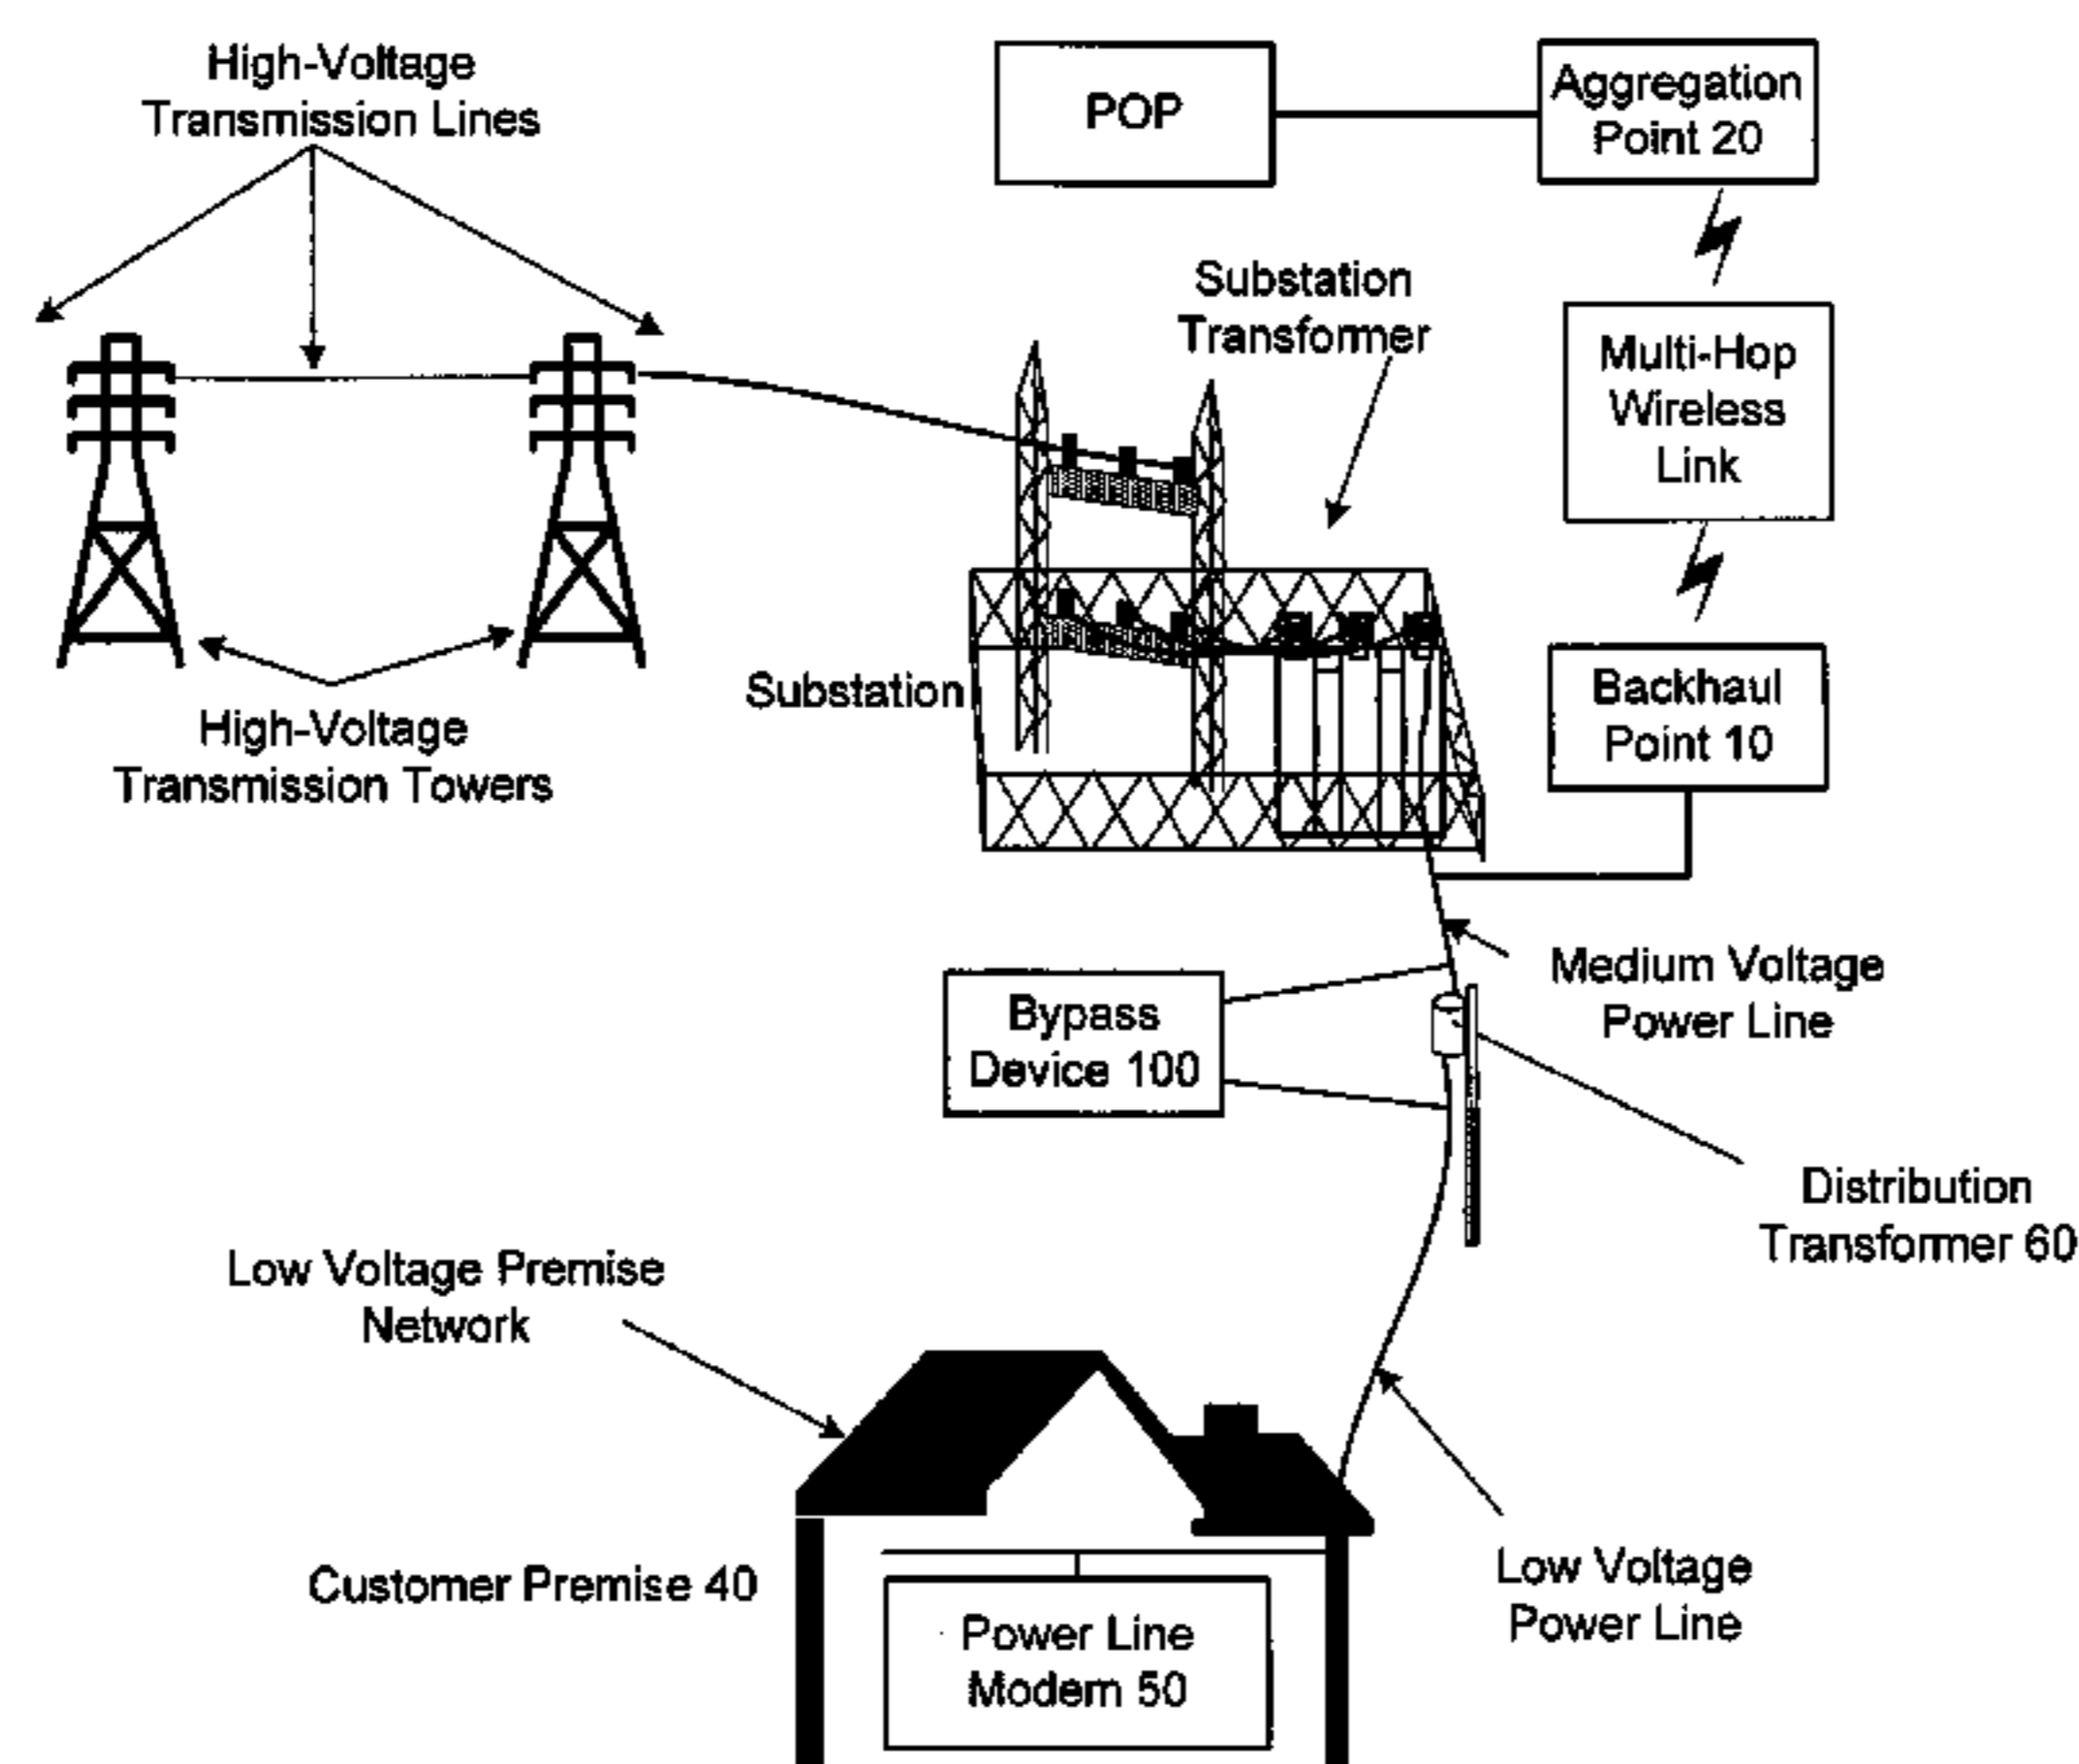 High-Voltage
Transmission Lines
POP
Aggregation
Point 20
Substation
Transformer
Multi-Hop
Wireless
Link
Substation
Backhaul
Point 10
High-Voltage
Transmission Towers
Medium Voltage
Power Line
Bypass
Device 100
Distribution
Transformer 60
Low Voltage Premise
Network
Customer Premise 40
Low Voltage
Power Line
Power Line
Modem 50